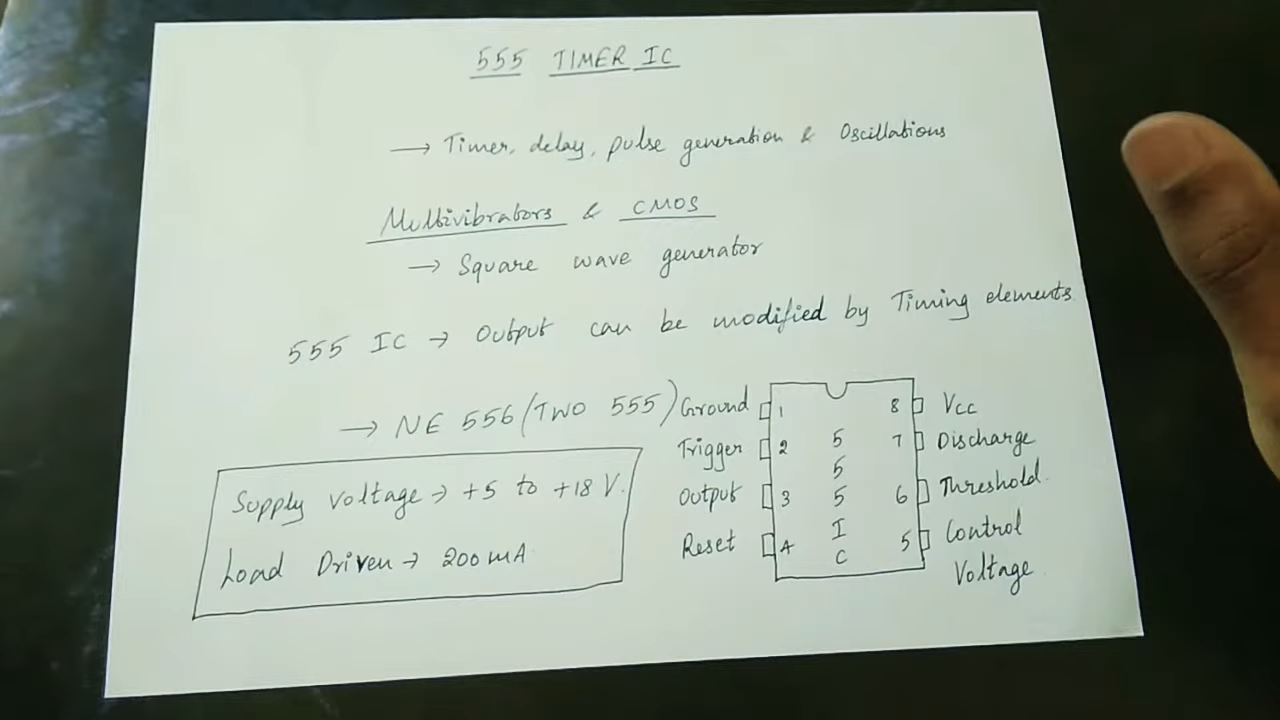 555 TIMER IC
→ Timer, delay, pulse generation & Oscillations
Multivibrators & CMOS
→ Square wave generator
555 IC → Output can be modified by Timing elements.
→ NE 556 (TWO 555)
Supply Voltage → +5 to +18 V.
Load Driven → 200 mA
Ground 1 8 Vcc
Trigger 2 5 7 Discharge
5
Output 3 5 6 Threshold.
Reset 4 I 5 Control Voltage
C